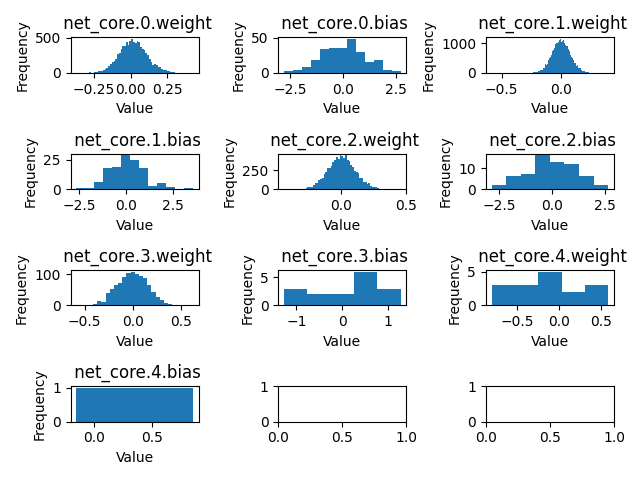 net_core.0.weight
net_core.0.bias
net_core.1.weight
Frequency
500
0
−0.25 0.00 0.25
Value
Frequency
50
0
−2.5 0.0 2.5
Value
Frequency
1000
0
−0.5 0.0
Value
net_core.1.bias
net_core.2.weight
net_core.2.bias
Frequency
25
0
−2.5 0.0 2.5
Value
Frequency
250
0
0.0 0.5
Value
Frequency
10
0
−2.5 0.0 2.5
Value
net_core.3.weight
net_core.3.bias
net_core.4.weight
Frequency
100
0
−0.5 0.0 0.5
Value
Frequency
5
0
−1 0 1
Value
Frequency
5
0
−0.5 0.0 0.5
Value
net_core.4.bias
Frequency
1
0
0.0 0.5
Value
1
0
0.0 0.5 1.0
1
0
0.0 0.5 1.0